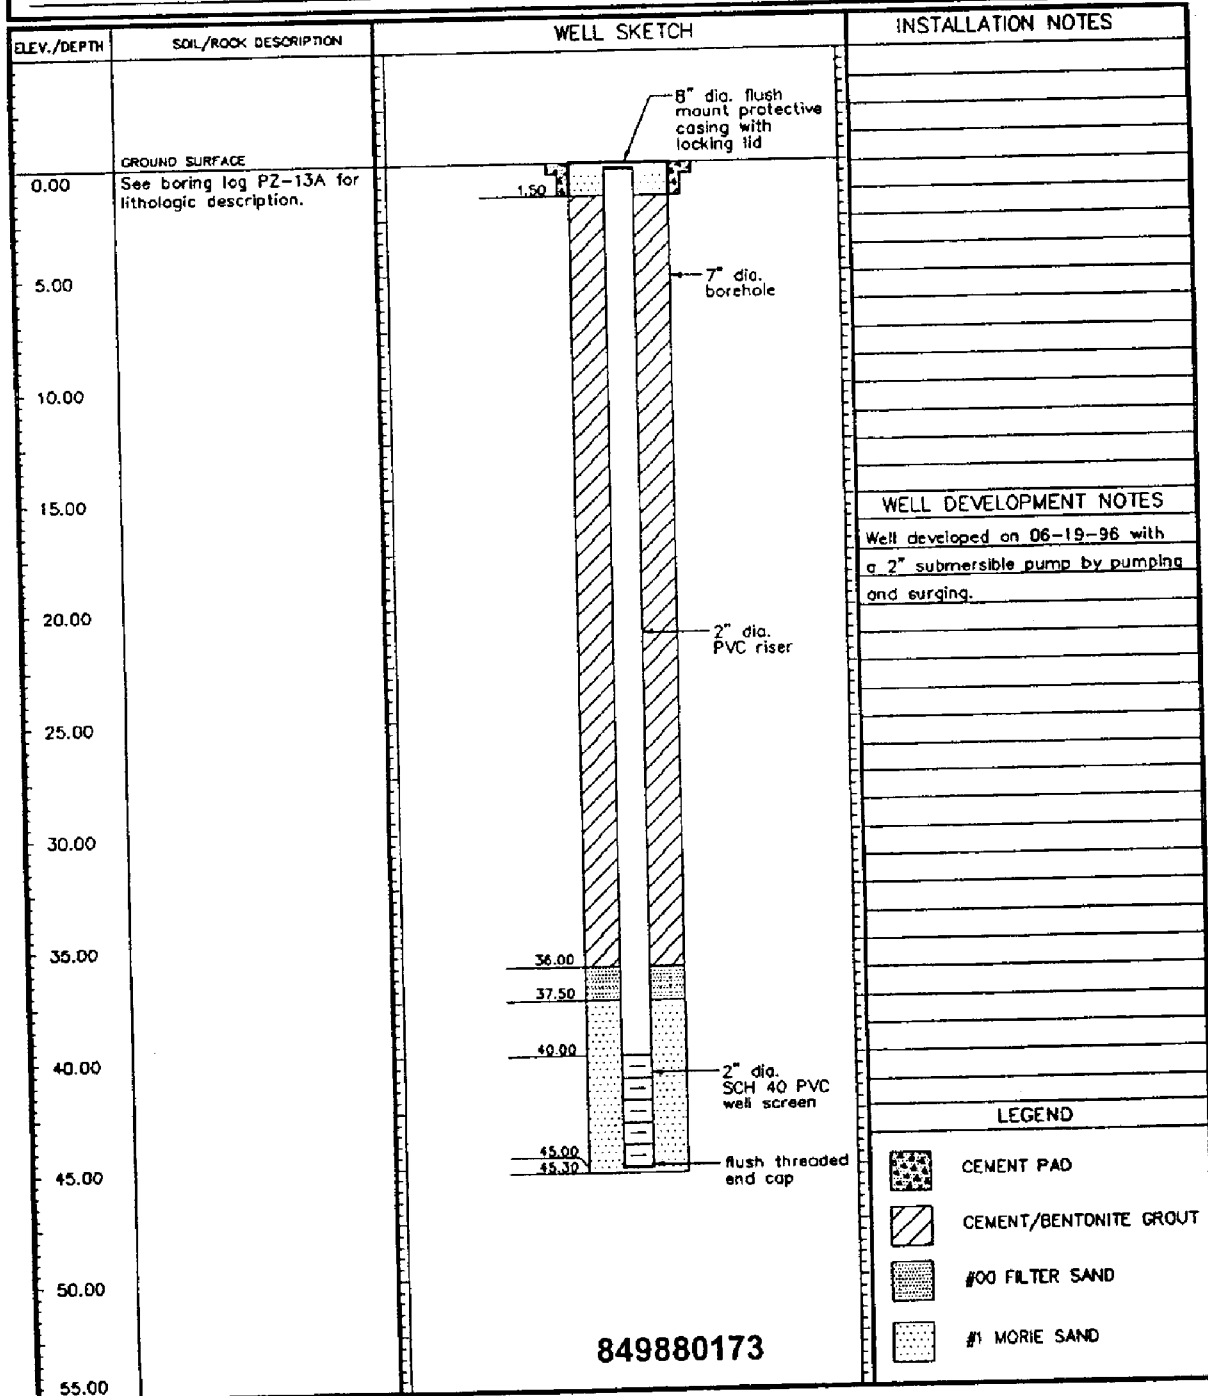 ELEV./DEPTH
SOIL/ROCK DESCRIPTION
WELL SKETCH
INSTALLATION NOTES
8" dia. flush
mount protective
casing with
locking lid
GROUND SURFACE
0.00
See boring log PZ-13A for
lithologic description.
1.50
5.00
7" dia.
borehole
10.00
15.00
WELL DEVELOPMENT NOTES
Well developed on 06-19-96 with
a 2" submersible pump by pumping
and surging.
20.00
2" dia.
PVC riser
25.00
30.00
35.00
36.00
37.50
40.00
40.00
2" dia.
SCH 40 PVC
well screen
LEGEND
45.00
45.30
flush threaded
end cap
45.00
CEMENT PAD
CEMENT/BENTONITE GROUT
#00 FILTER SAND
#1 MORIE SAND
50.00
849880173
55.00